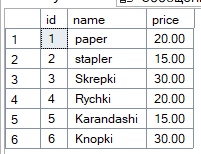 id name price
1 1 paper 20.00
2 2 stapler 15.00
3 3 Skrepki 30.00
4 4 Rychki 20.00
5 5 Karandashi 15.00
6 6 Knopki 30.00